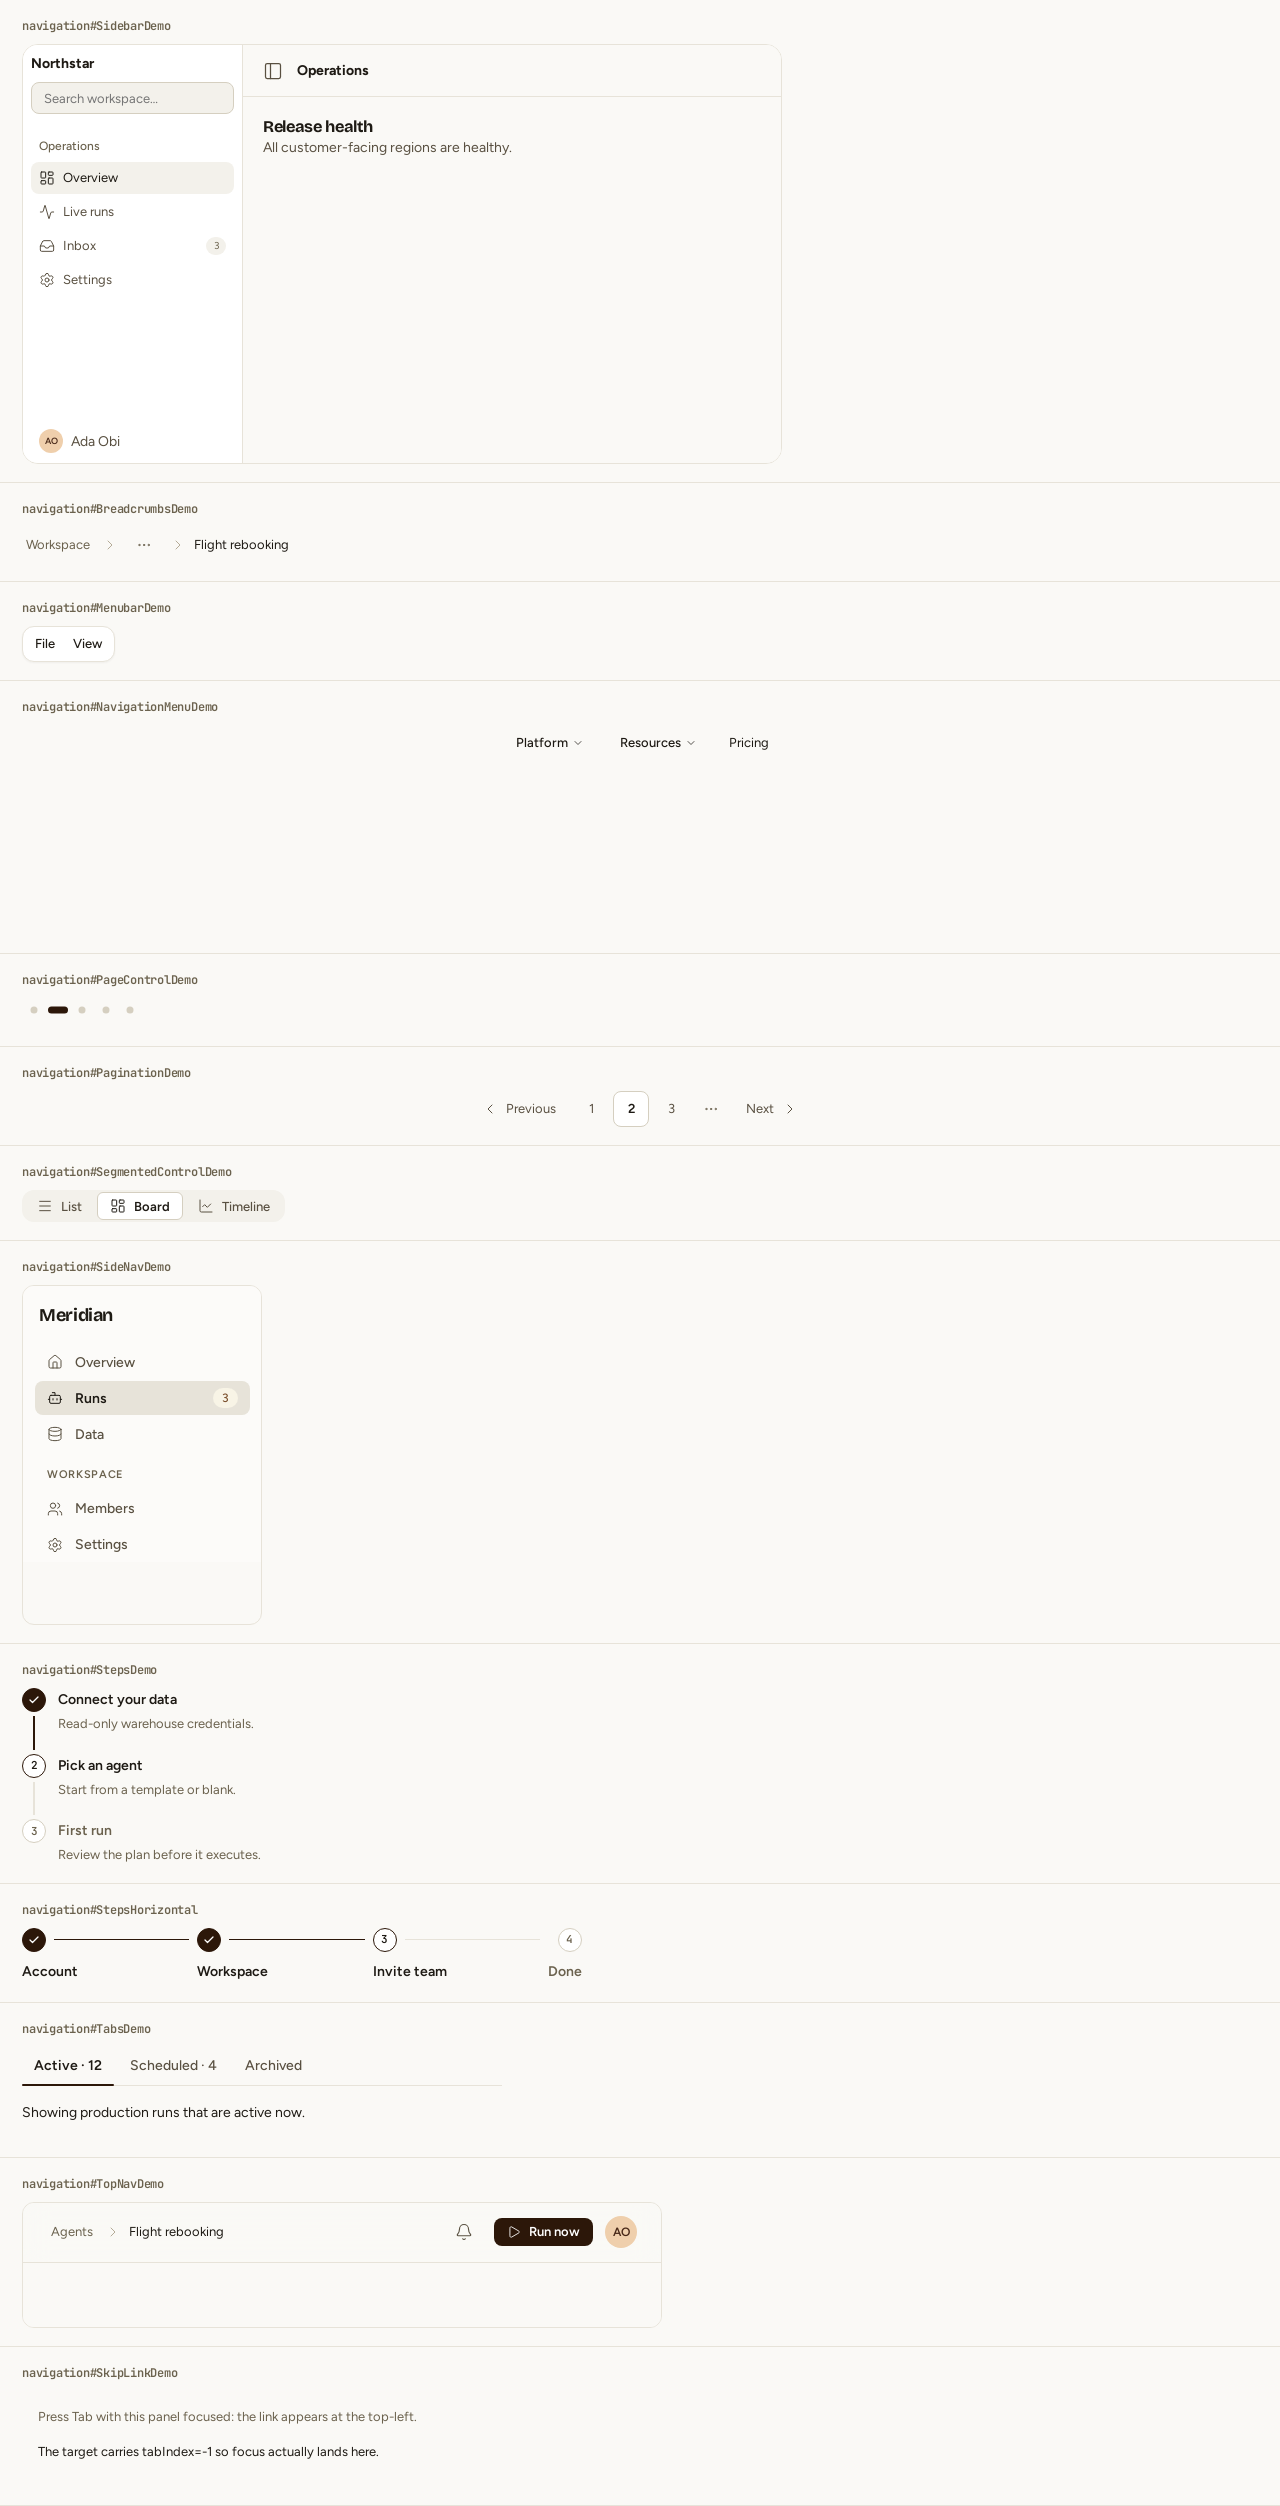 navigation#SidebarDemo
Northstar
Operations
Search workspace...
Release health
All customer-facing regions are healthy.
Operations
Overview
Live runs
Inbox 3
Settings
AO Ada Obi
navigation#BreadcrumbsDemo
Workspace ... Flight rebooking
navigation#MenubarDemo
File View
navigation#NavigationMenuDemo
Platform Resources Pricing
navigation#PageControlDemo
navigation#PaginationDemo
Previous 1 2 3 ... Next
navigation#SegmentedControlDemo
List Board Timeline
navigation#SideNavDemo
Meridian
Overview
Runs 3
Data
WORKSPACE
Members
Settings
navigation#StepsDemo
Connect your data
Read-only warehouse credentials.
2 Pick an agent
Start from a template or blank.
3 First run
Review the plan before it executes.
navigation#StepsHorizontal
3 4
Account Workspace Invite team Done
navigation#TabsDemo
Active · 12 Scheduled · 4 Archived
Showing production runs that are active now.
navigation#TopNavDemo
Agents Flight rebooking Run now AO
navigation#SkipLinkDemo
Press Tab with this panel focused: the link appears at the top-left.
The target carries tabIndex=-1 so focus actually lands here.